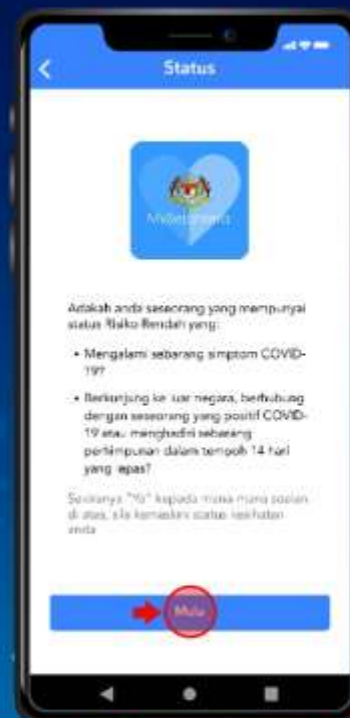 Status
MySejahtera
Adakah anda seseorang yang mempunyai
status Risiko Rendah yang:
• Mengalami sebarang simptom COVID-
19?
• Berkunjung ke luar negara, berhubung
dengan seseorang yang positif COVID-
19 atau menghadiri sebarang
perhimpunan dalam tempoh 14 hari
yang lepas?
Sekiranya "Ya" kepada mana-mana soalan
di atas, sila kemaskini status kesihatan
anda
Mula